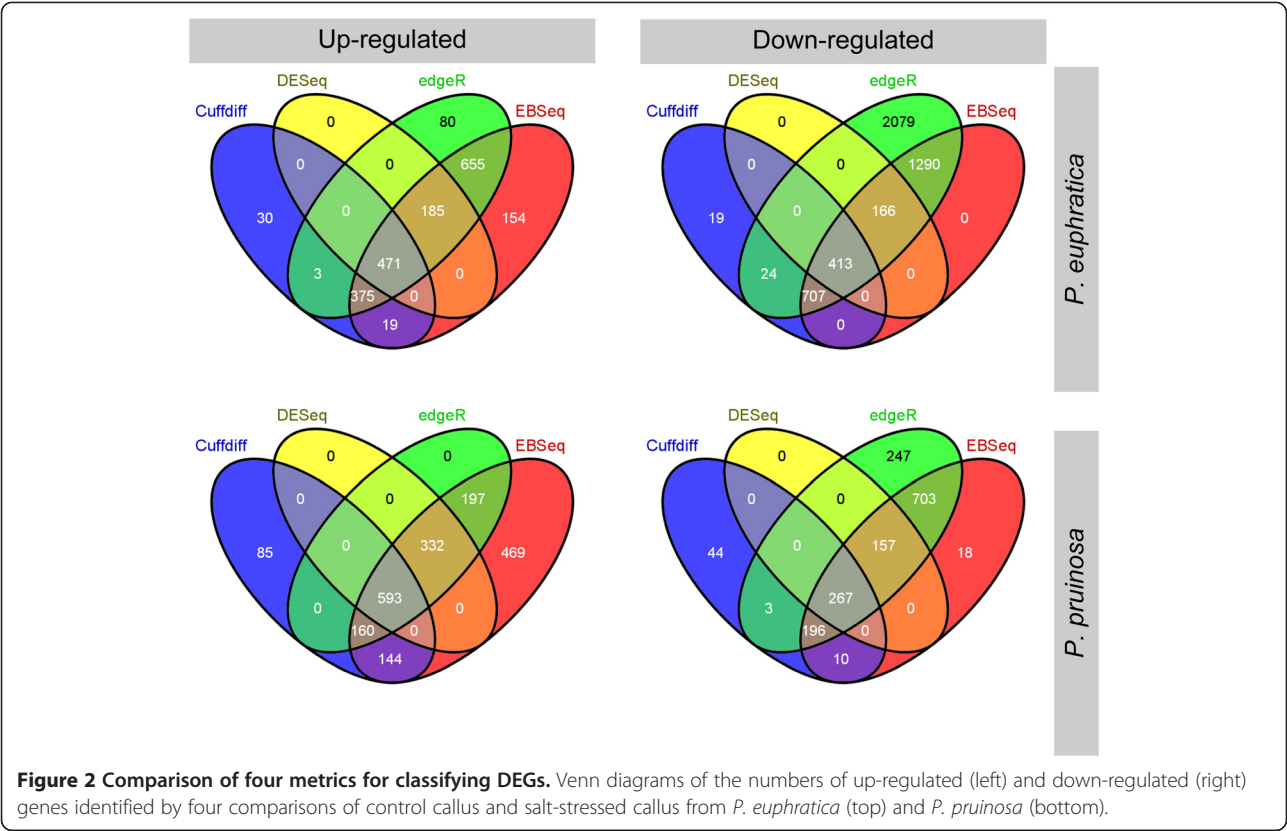 Up-regulated
Down-regulated
DESeq
edgeR
Cuffdiff
EBSeq
0
80
0
0
655
30
0
185
154
3
471
0
375
0
19
DESeq
edgeR
Cuffdiff
EBSeq
0
2079
0
0
1290
19
0
166
0
24
413
0
707
0
0
P. euphratica
DESeq
edgeR
Cuffdiff
EBSeq
0
0
0
0
197
85
0
332
469
0
593
0
160
0
144
DESeq
edgeR
Cuffdiff
EBSeq
0
247
0
0
703
44
0
157
18
3
267
0
196
0
10
P. pruinosa
Figure 2 Comparison of four metrics for classifying DEGs. Venn diagrams of the numbers of up-regulated (left) and down-regulated (right)
genes identified by four comparisons of control callus and salt-stressed callus from P. euphratica (top) and P. pruinosa (bottom).